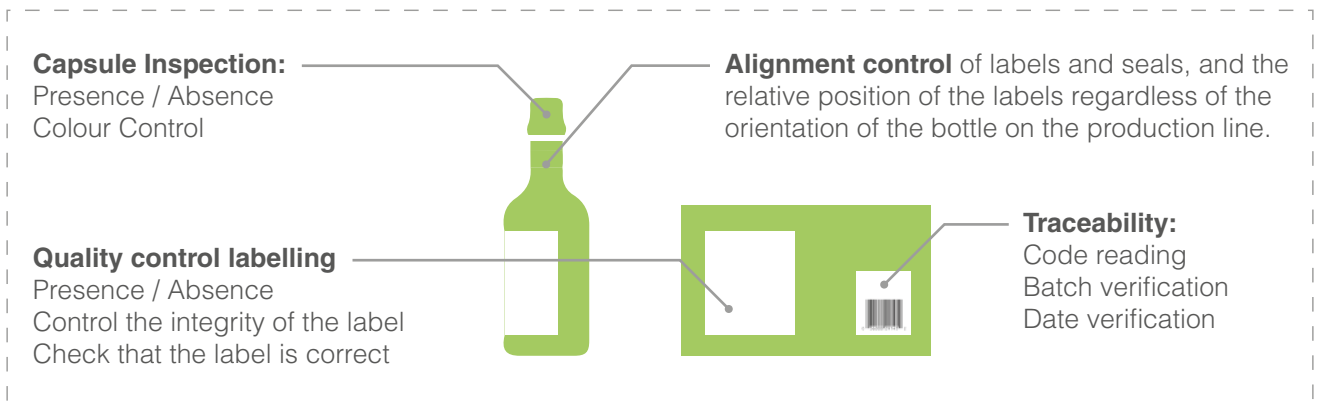 Capsule Inspection:
Presence / Absence
Colour Control
Alignment control of labels and seals, and the
relative position of the labels regardless of the
orientation of the bottle on the production line.
Quality control labelling
Presence / Absence
Control the integrity of the label
Check that the label is correct
Traceability:
Code reading
Batch verification
Date verification